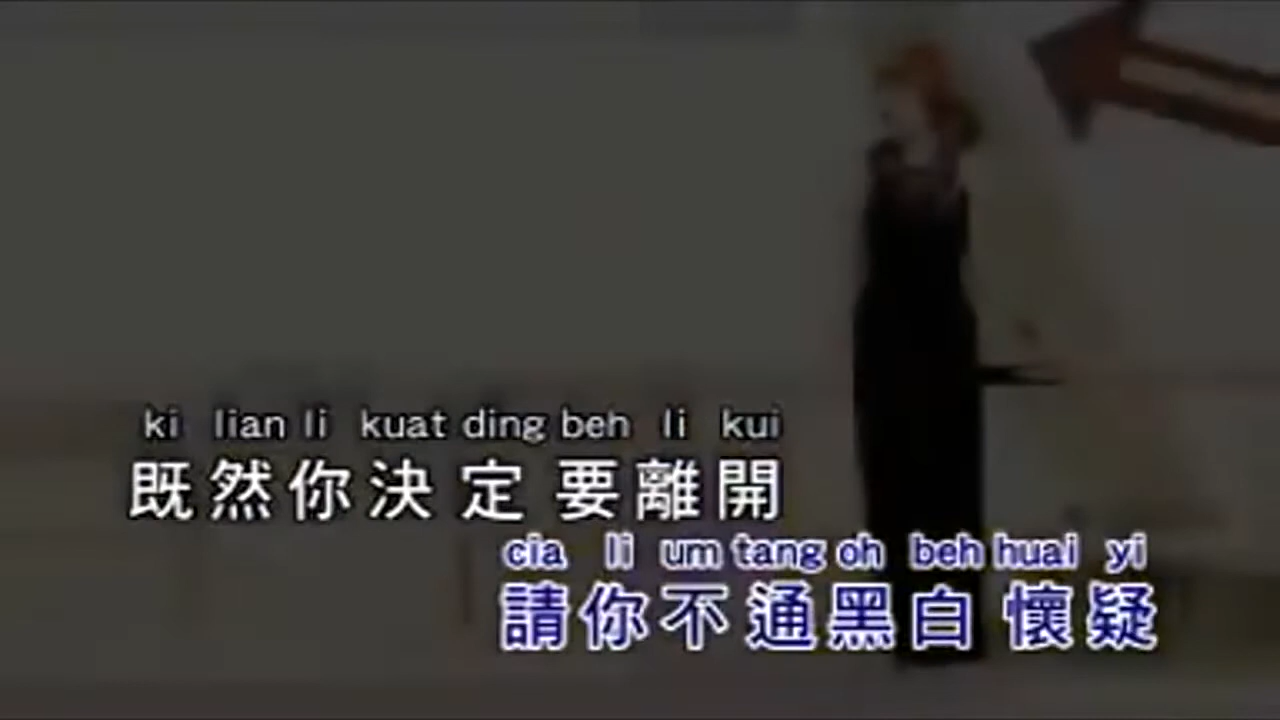 ki lian li kuat ding beh li kui
既然你決定要離開
cia li um tang oh beh huai yi
請你不通黑白懷疑